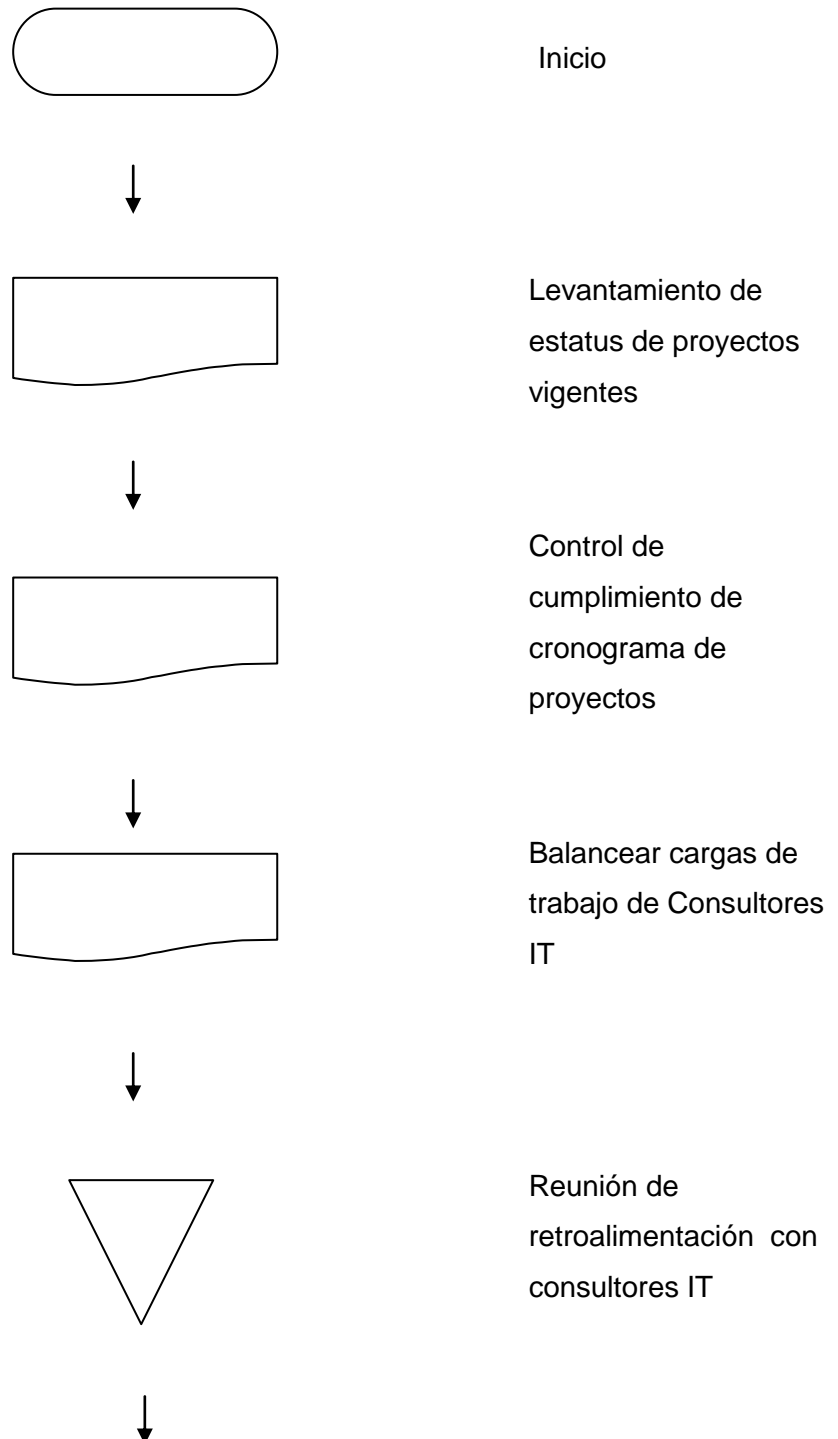 Inicio
Levantamiento de
estatus de proyectos
vigentes
Control de
cumplimiento de
cronograma de
proyectos
Balancear cargas de
trabajo de Consultores
IT
Reunión de
retroalimentación  con
consultores IT